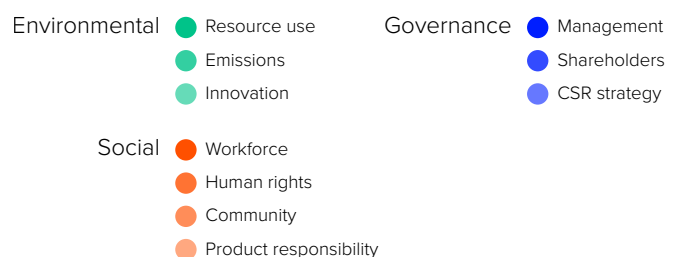 Environmental
Resource use
Emissions
Innovation
Governance
Management
Shareholders
CSR strategy
Social
Workforce
Human rights
Community
Product responsibility